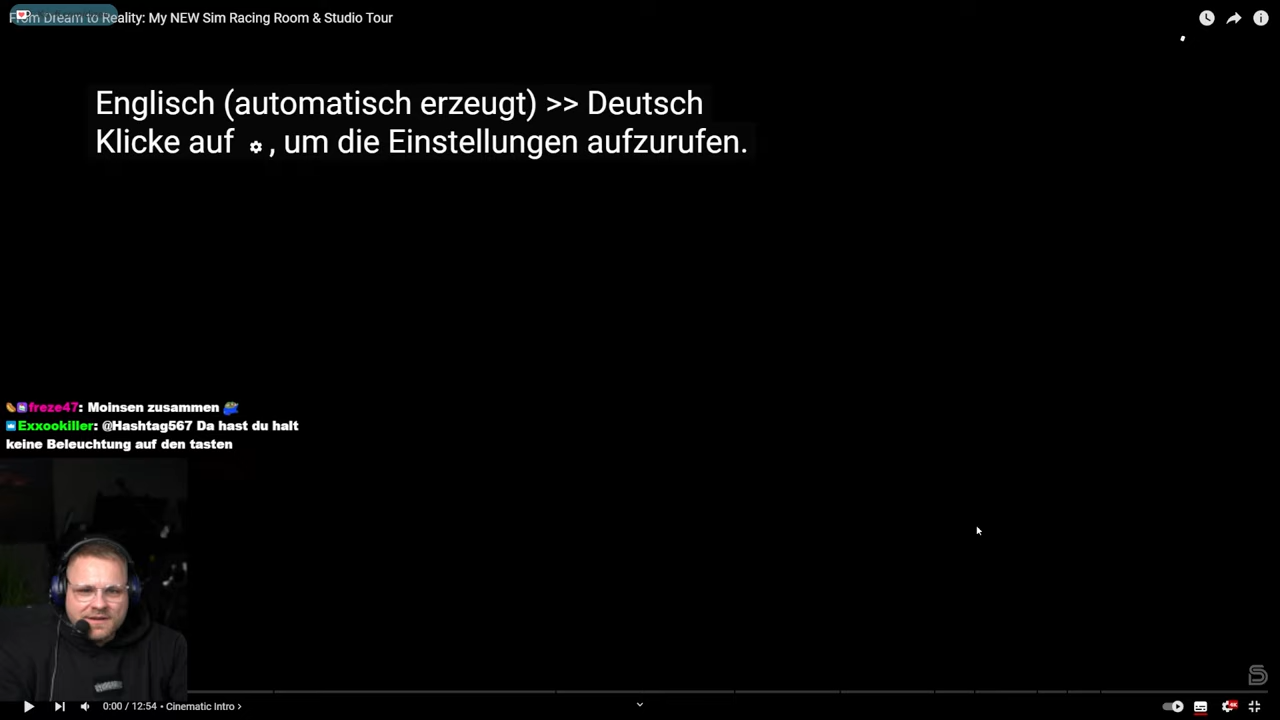 From Dream to Reality: My NEW Sim Racing Room & Studio Tour
Englisch (automatisch erzeugt) >> Deutsch
Klicke auf , um die Einstellungen aufzurufen.
freze47: Moinsen zusammen
Exxookiller: @Hashtag567 Da hast du halt
keine Beleuchtung auf den tasten
0:00 / 12:54 • Cinematic Intro >